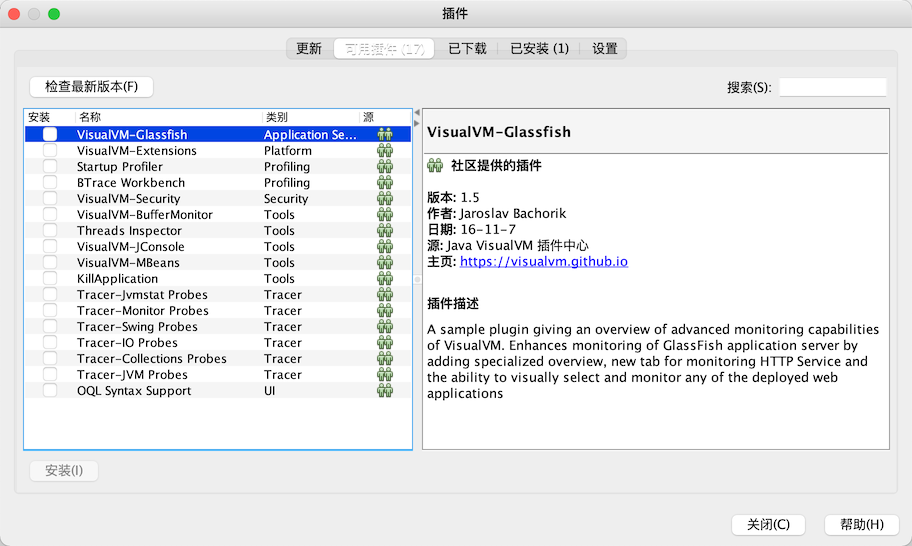 插件
更新 可用插件 (17) 已下载 已安装 (1) 设置
检查最新版本(F) 搜索(S):
安装 名称 类别 源
VisualVM-Glassfish Application Se...
VisualVM-Extensions Platform
Startup Profiler Profiling
BTrace Workbench Profiling
VisualVM-Security Security
VisualVM-BufferMonitor Tools
Threads Inspector Tools
VisualVM-JConsole Tools
VisualVM-MBeans Tools
KillApplication Tools
Tracer-Jvmstat Probes Tracer
Tracer-Monitor Probes Tracer
Tracer-Swing Probes Tracer
Tracer-IO Probes Tracer
Tracer-Collections Probes Tracer
Tracer-JVM Probes Tracer
OQL Syntax Support UI
VisualVM-Glassfish
社区提供的插件
版本: 1.5
作者: Jaroslav Bachorik
日期: 16-11-7
源: Java VisualVM 插件中心
主页: https://visualvm.github.io
插件描述
A sample plugin giving an overview of advanced monitoring capabilities
of VisualVM. Enhances monitoring of GlassFish application server by
adding specialized overview, new tab for monitoring HTTP Service and
the ability to visually select and monitor any of the deployed web
applications
安装(I)
关闭(C) 帮助(H)